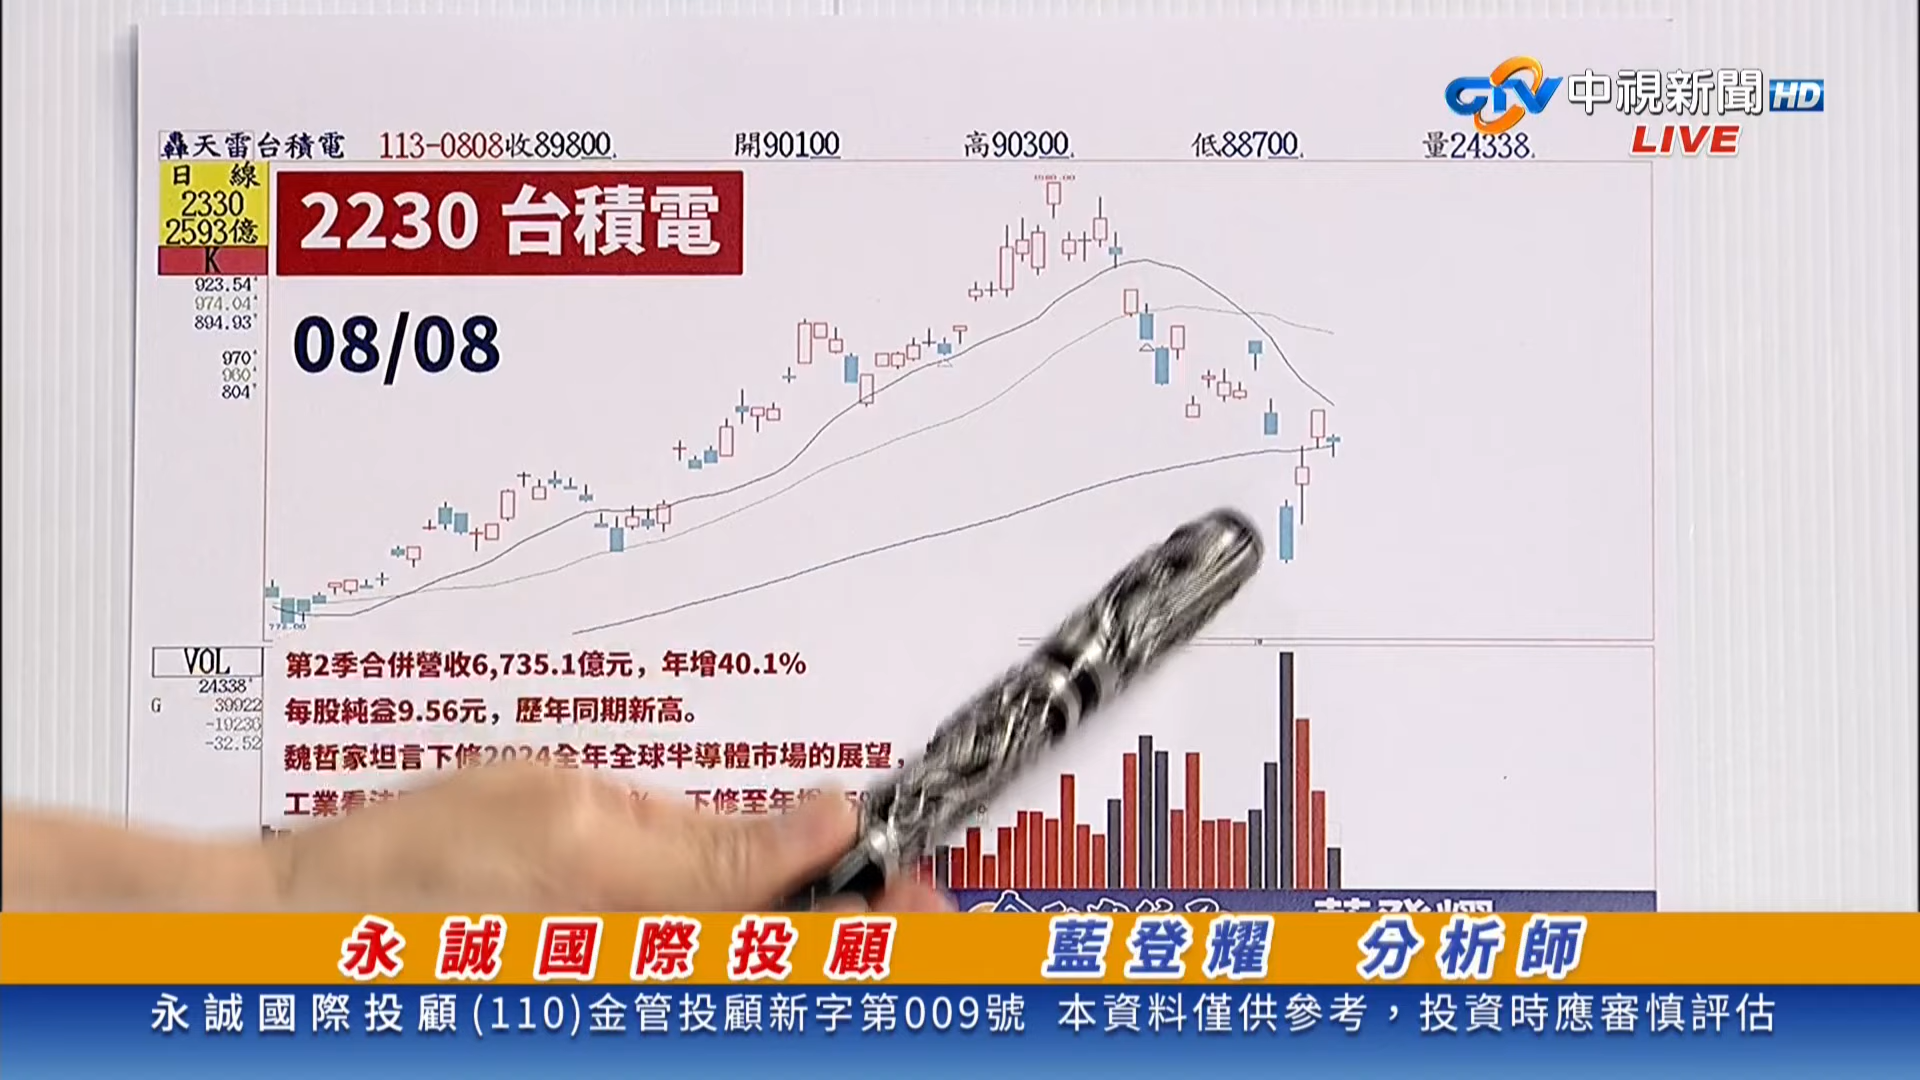 CTV 中視新聞 HD
LIVE
轟天雷台積電 113-0808收89800 開90100 高90300 低88700 量24338
日 線
2330
2593億
K
2230 台積電
08/08
923.54
974.04
894.93
970
960
804
772.00
VOL
24338
G 39922
-19236
-32.52
第2季合併營收6,735.1億元，年增40.1%
每股純益9.56元，歷年同期新高。
魏哲家坦言下修2024全年全球半導體市場的展望，
工業看 下修至年增
永誠國際投顧 藍登耀 分析師
永誠國際投顧(110)金管投顧新字第009號 本資料僅供參考，投資時應審慎評估